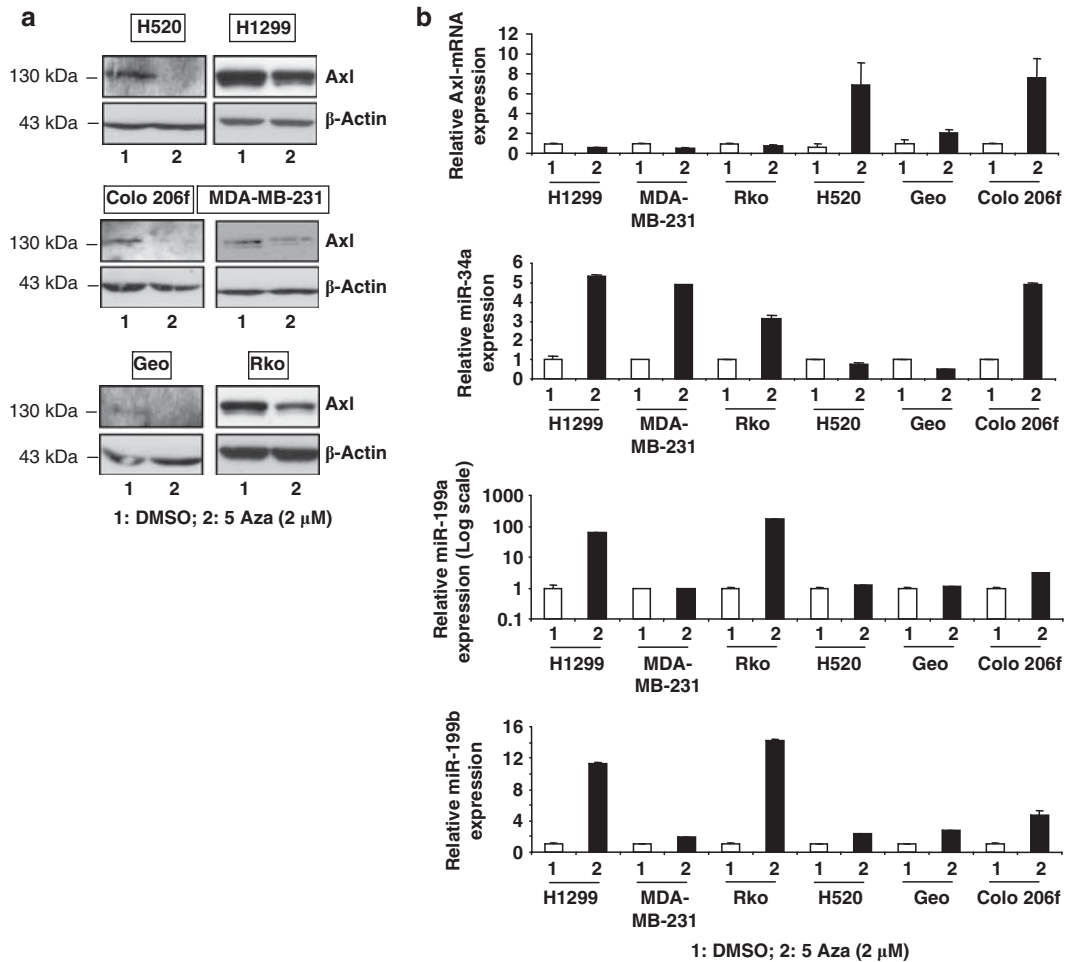 a
H520 H1299
130 kDa Axl
43 kDa β-Actin
1 2 1 2
Colo 206f MDA-MB-231
130 kDa Axl
43 kDa β-Actin
1 2 1 2
Geo Rko
130 kDa Axl
43 kDa β-Actin
1 2 1 2
1: DMSO; 2: 5 Aza (2 μM)
b
Relative Axl-mRNA
expression
12
10
8
6
4
2
0
1 2 1 2 1 2 1 2 1 2 1 2
H1299 MDA- Rko H520 Geo Colo 206f
MB-231
Relative miR-34a
expression
6
5
4
3
2
1
0
1 2 1 2 1 2 1 2 1 2 1 2
H1299 MDA- Rko H520 Geo Colo 206f
MB-231
Relative miR-199a
expression (Log scale)
1000
100
10
1
0.1
1 2 1 2 1 2 1 2 1 2 1 2
H1299 MDA- Rko H520 Geo Colo 206f
MB-231
Relative miR-199b
expression
16
12
8
4
0
1 2 1 2 1 2 1 2 1 2 1 2
H1299 MDA- Rko H520 Geo Colo 206f
MB-231
1: DMSO; 2: 5 Aza (2 μM)